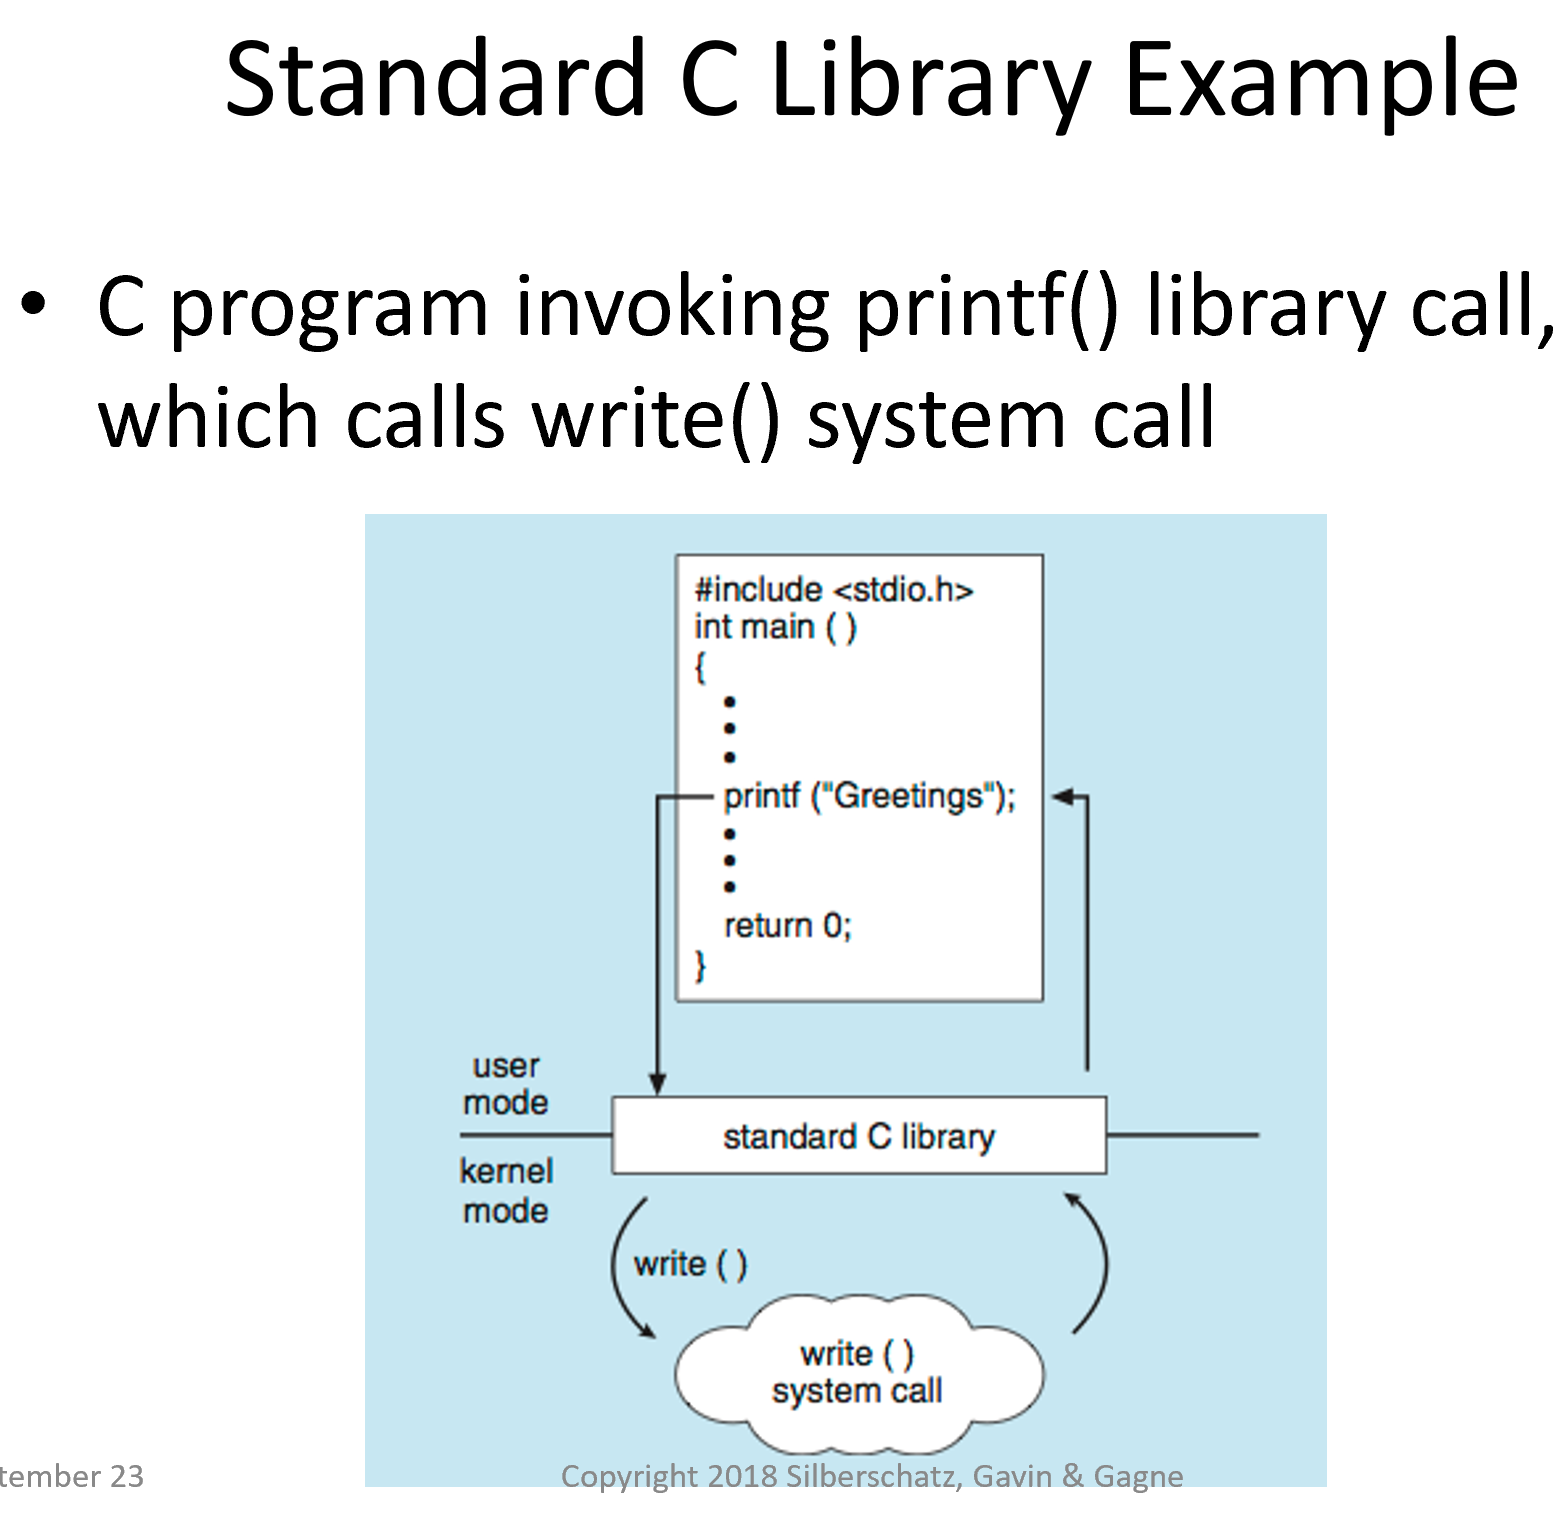 Standard C Library Example
• C program invoking printf() library call,
which calls write() system call
#include <stdio.h>
int main ( )
{
•
•
•
printf ("Greetings");
•
•
•
return 0;
}
user
mode
standard C library
kernel
mode
write ( )
write ( )
system call
tember 23
Copyright 2018 Silberschatz, Gavin & Gagne